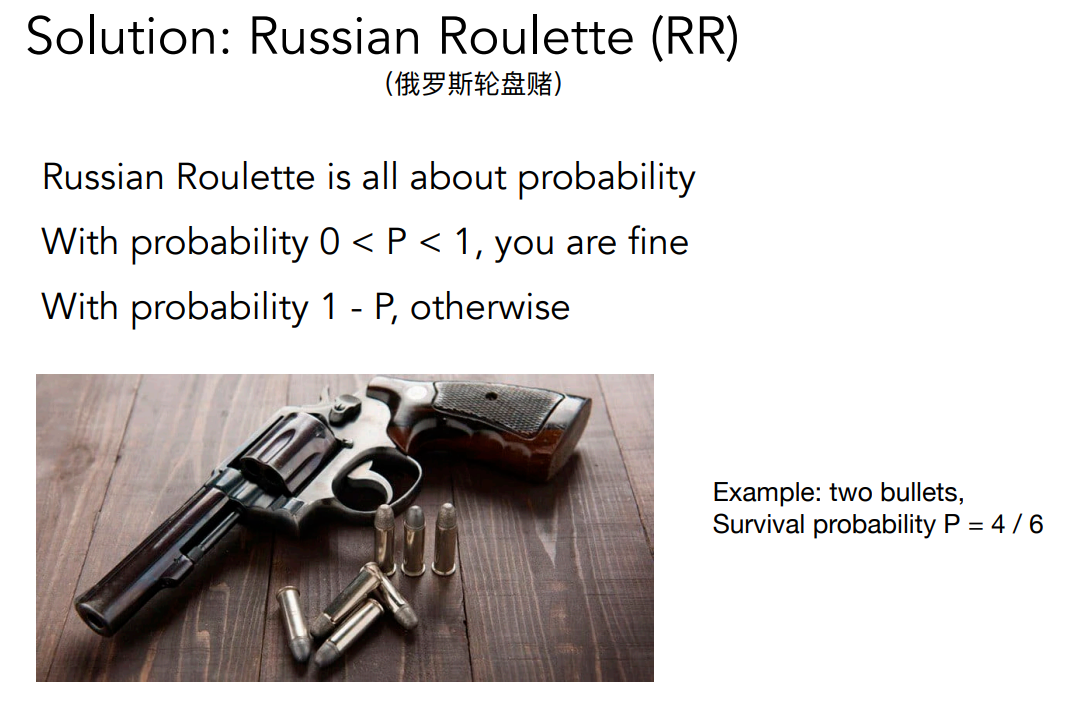 Solution: Russian Roulette (RR)
(俄罗斯轮盘赌)
Russian Roulette is all about probability
With probability 0 < P < 1, you are fine
With probability 1 - P, otherwise
Example: two bullets,
Survival probability P = 4 / 6